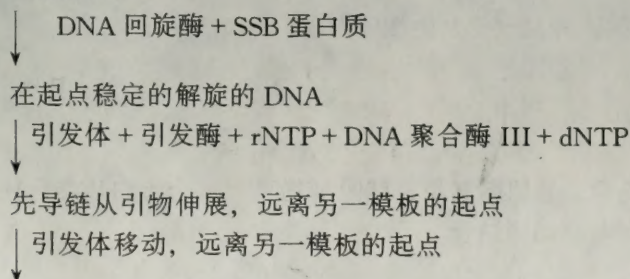 DNA 回旋酶 + SSB 蛋白质
在起点稳定的解旋的 DNA
引发体 + 引发酶 + rNTP + DNA 聚合酶 III + dNTP
先导链从引物伸展，远离另一模板的起点
引发体移动，远离另一模板的起点